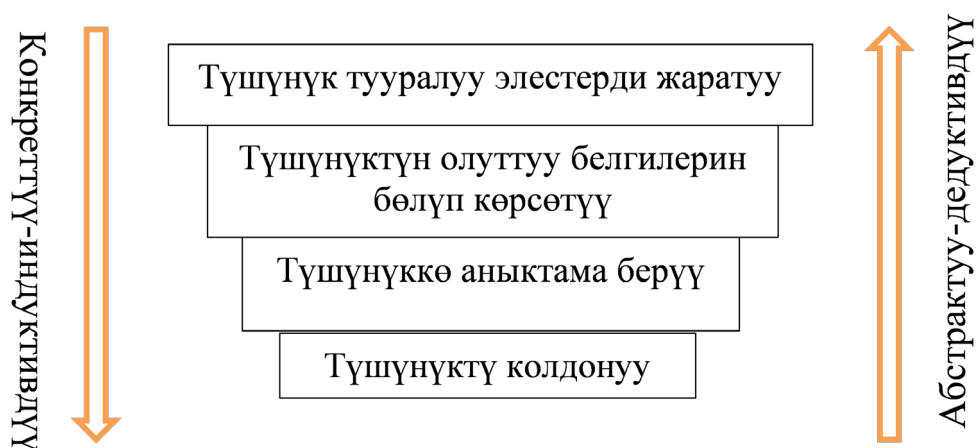 Конкреттүү-индуктивдүү
Түшүнүк тууралуу элестерди жаратуу
Түшүнүктүн олуттуу белгилерин
бөлүп көрсөтүү
Түшүнүккө аныктама берүү
Түшүнүктү колдонуу
Абстрактуу-дедуктивдүү